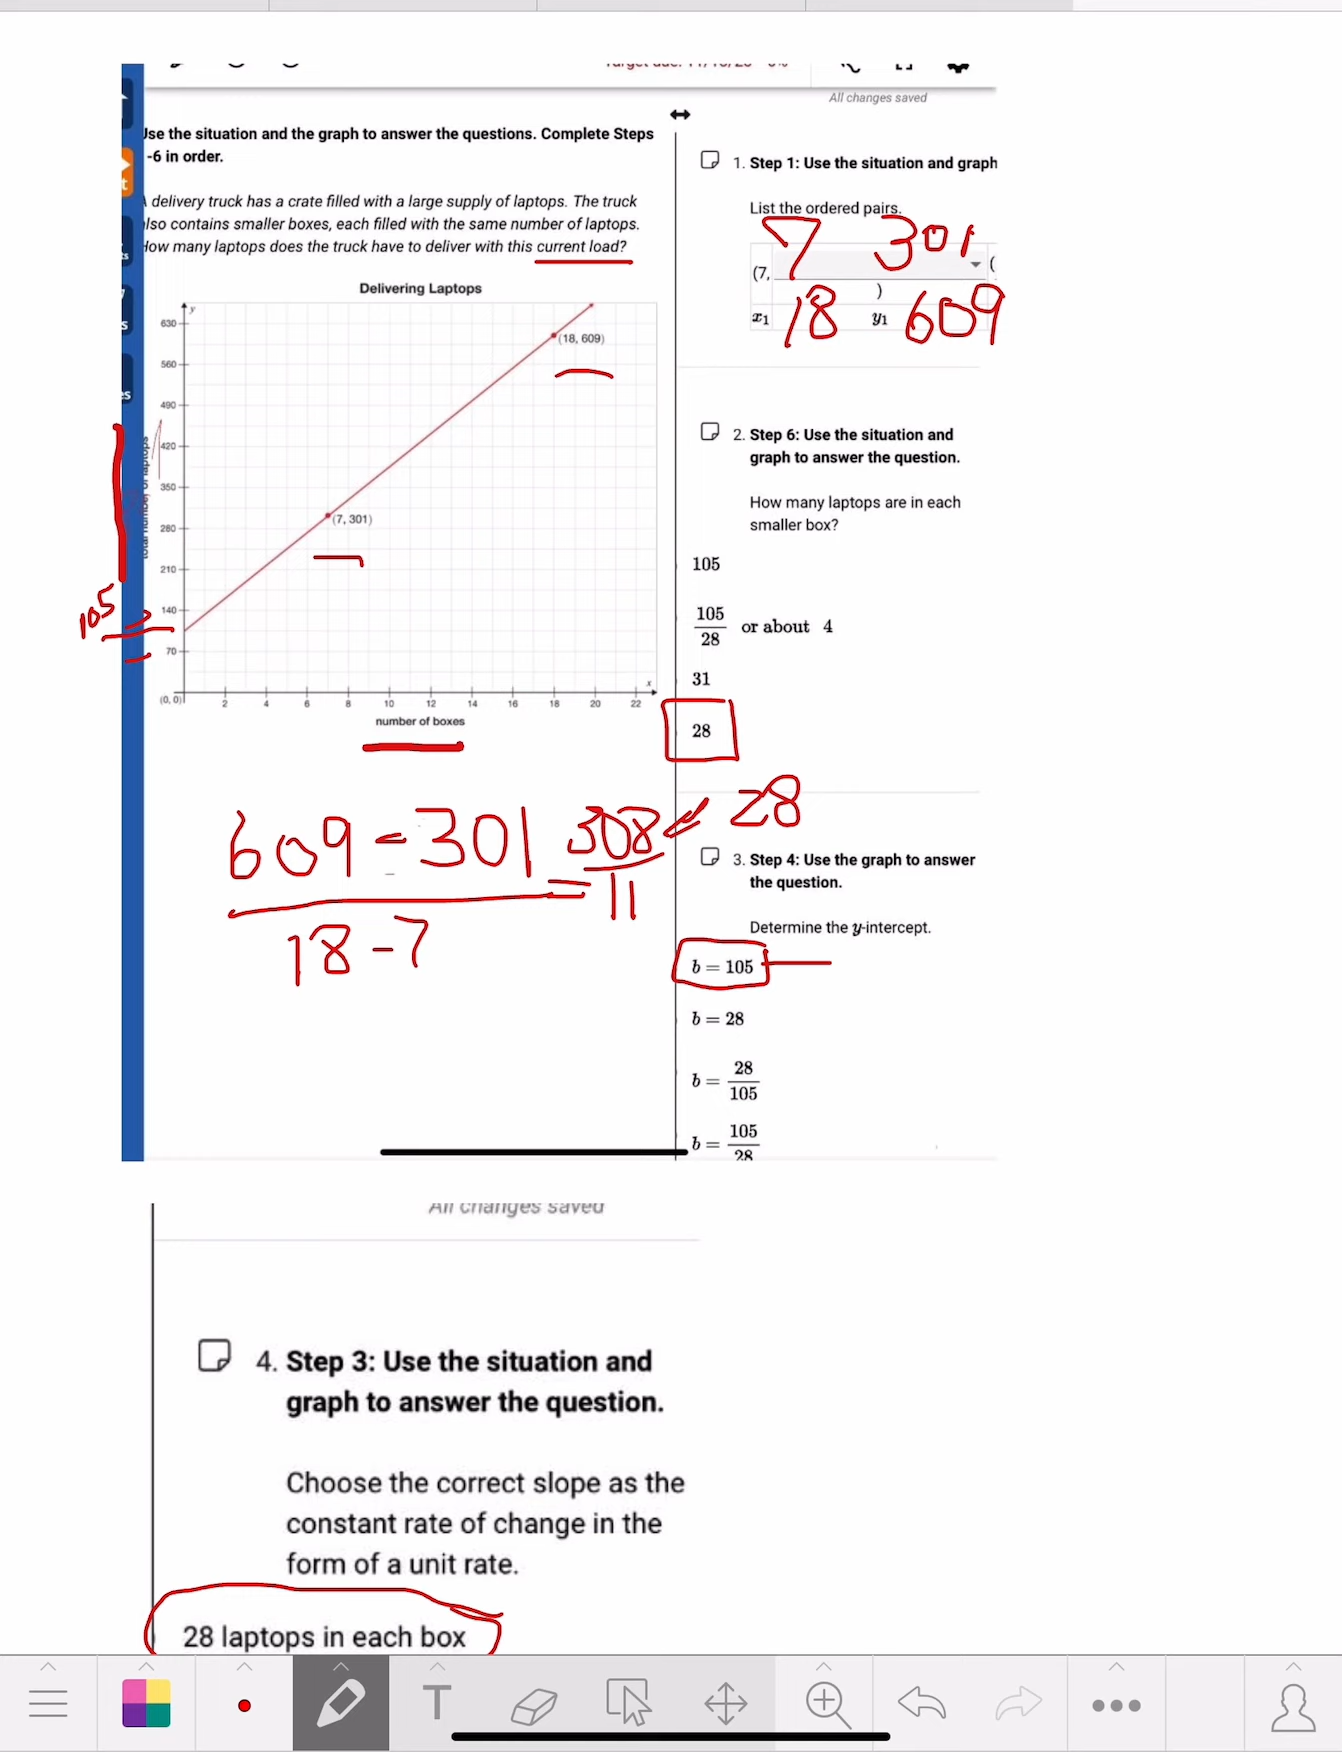 All changes saved
Use the situation and the graph to answer the questions. Complete Steps
-6 in order.
delivery truck has a crate filled with a large supply of laptops. The truck
also contains smaller boxes, each filled with the same number of laptops.
How many laptops does the truck have to deliver with this current load?
Delivering Laptops
y
630
(18, 609)
560
490
420
350
(7, 301)
280
210
140
70
105
(0, 0)
2 4 6 8 10 12 14 16 18 20 22
x
number of boxes
609 - 301 = 308
18 - 7
11
28
1. Step 1: Use the situation and graph
List the ordered pairs.
7 301
(7, ) (
x₁ 18 y₁ 609
2. Step 6: Use the situation and
graph to answer the question.
How many laptops are in each
smaller box?
105
105/28 or about 4
31
28
3. Step 4: Use the graph to answer
the question.
Determine the y-intercept.
b = 105
b = 28
b = 28/105
b = 105/28
All changes saved
4. Step 3: Use the situation and
graph to answer the question.
Choose the correct slope as the
constant rate of change in the
form of a unit rate.
28 laptops in each box
T